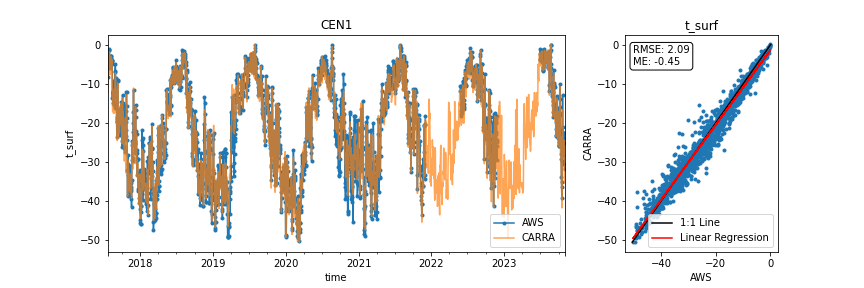 CEN1
t_surf
0
−10
−20
−30
−40
−50
2018
2019
2020
2021
2022
2023
time
AWS
CARRA
t_surf
CARRA
0
−10
−20
−30
−40
−50
−40
−20
0
AWS
RMSE: 2.09
ME: -0.45
1:1 Line
Linear Regression